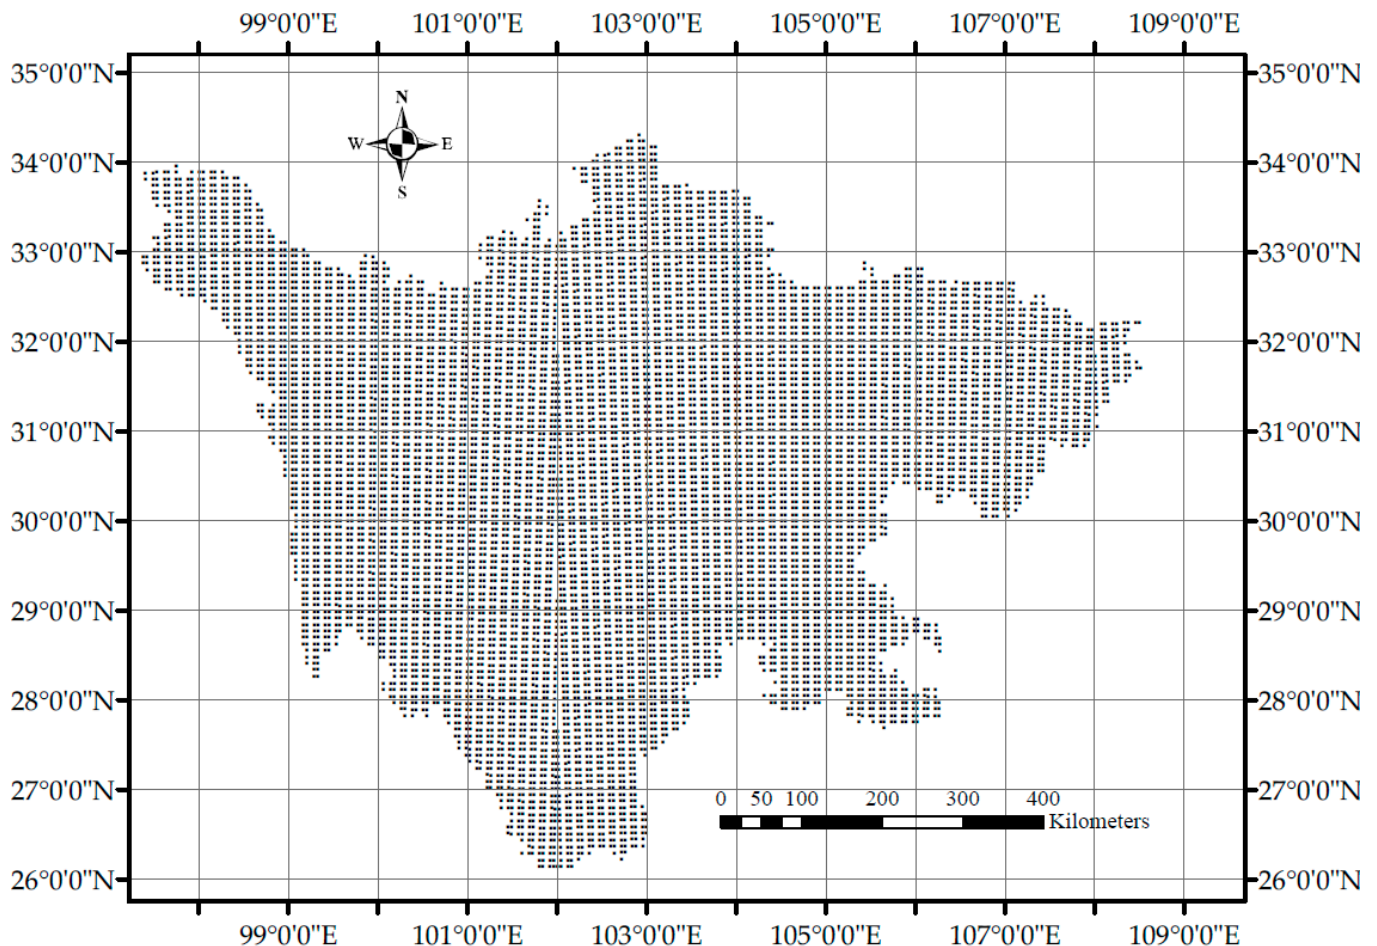 99°0'0"E 101°0'0"E 103°0'0"E 105°0'0"E 107°0'0"E 109°0'0"E
35°0'0"N 35°0'0"N
N
W E
S
34°0'0"N 34°0'0"N
33°0'0"N 33°0'0"N
32°0'0"N 32°0'0"N
31°0'0"N 31°0'0"N
30°0'0"N 30°0'0"N
29°0'0"N 29°0'0"N
28°0'0"N 28°0'0"N
27°0'0"N 27°0'0"N
0 50 100 200 300 400
Kilometers
26°0'0"N 26°0'0"N
99°0'0"E 101°0'0"E 103°0'0"E 105°0'0"E 107°0'0"E 109°0'0"E